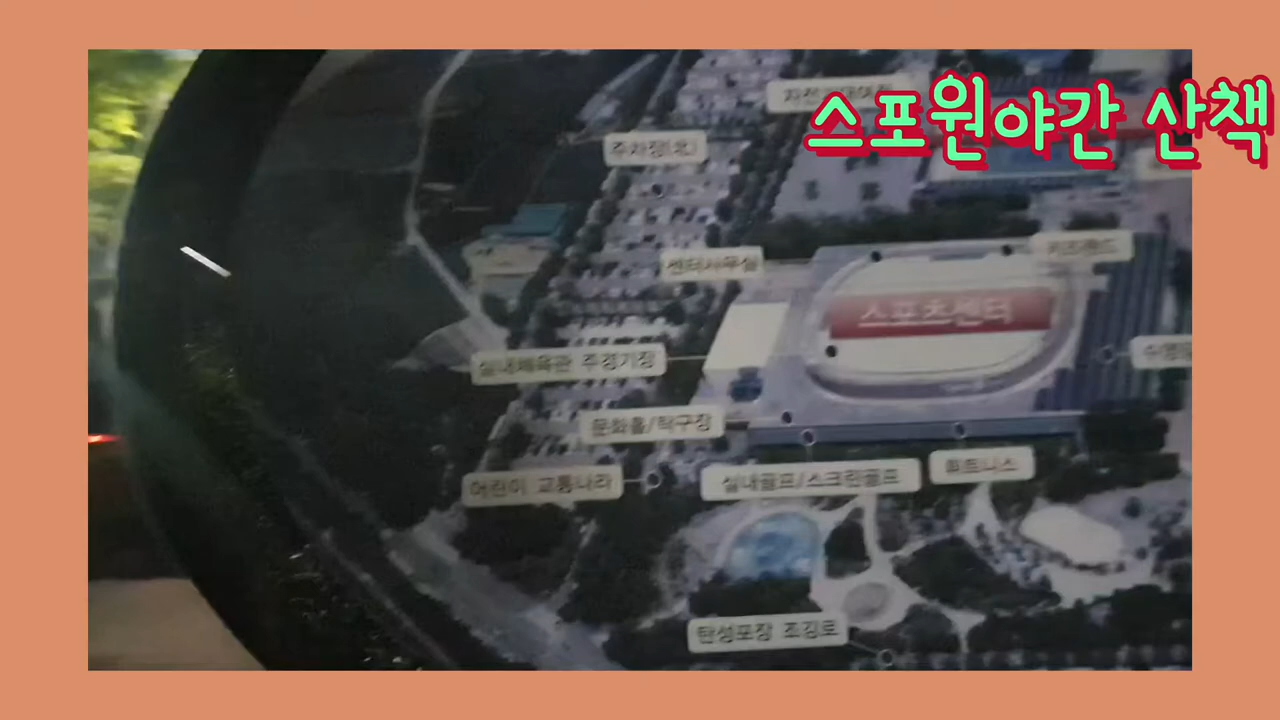 스포원야간 산책
주차장(北)
센터사무실
키즈랜드
스포츠센터
실내체육관 주경기장
문화홀/탁구장
어린이 교통나라
실내골프/스크린골프
휘트니스
탄성포장 조깅로